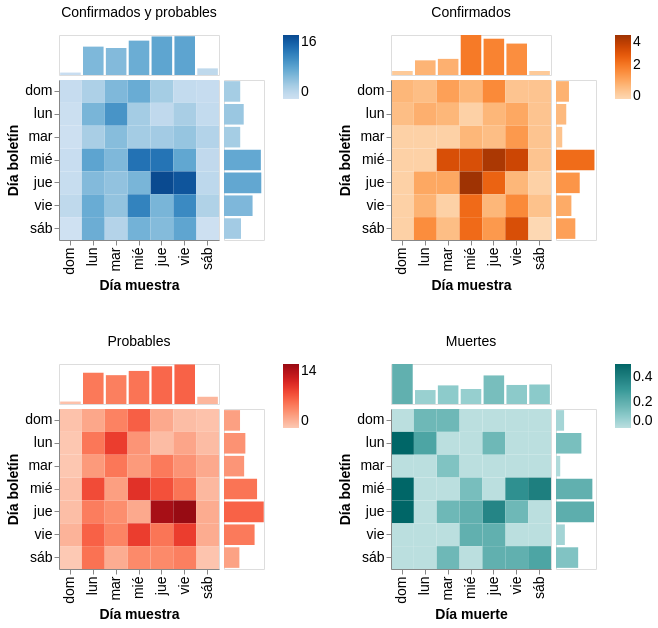 Confirmados y probables
16
0
Día boletín
dom
lun
mar
mié
jue
vie
sáb
dom
lun
mar
mié
jue
vie
sáb
Día muestra
Confirmados
4
2
0
Día boletín
dom
lun
mar
mié
jue
vie
sáb
dom
lun
mar
mié
jue
vie
sáb
Día muestra
Probables
14
0
Día boletín
dom
lun
mar
mié
jue
vie
sáb
dom
lun
mar
mié
jue
vie
sáb
Día muestra
Muertes
0.4
0.2
0.0
Día boletín
dom
lun
mar
mié
jue
vie
sáb
dom
lun
mar
mié
jue
vie
sáb
Día muerte